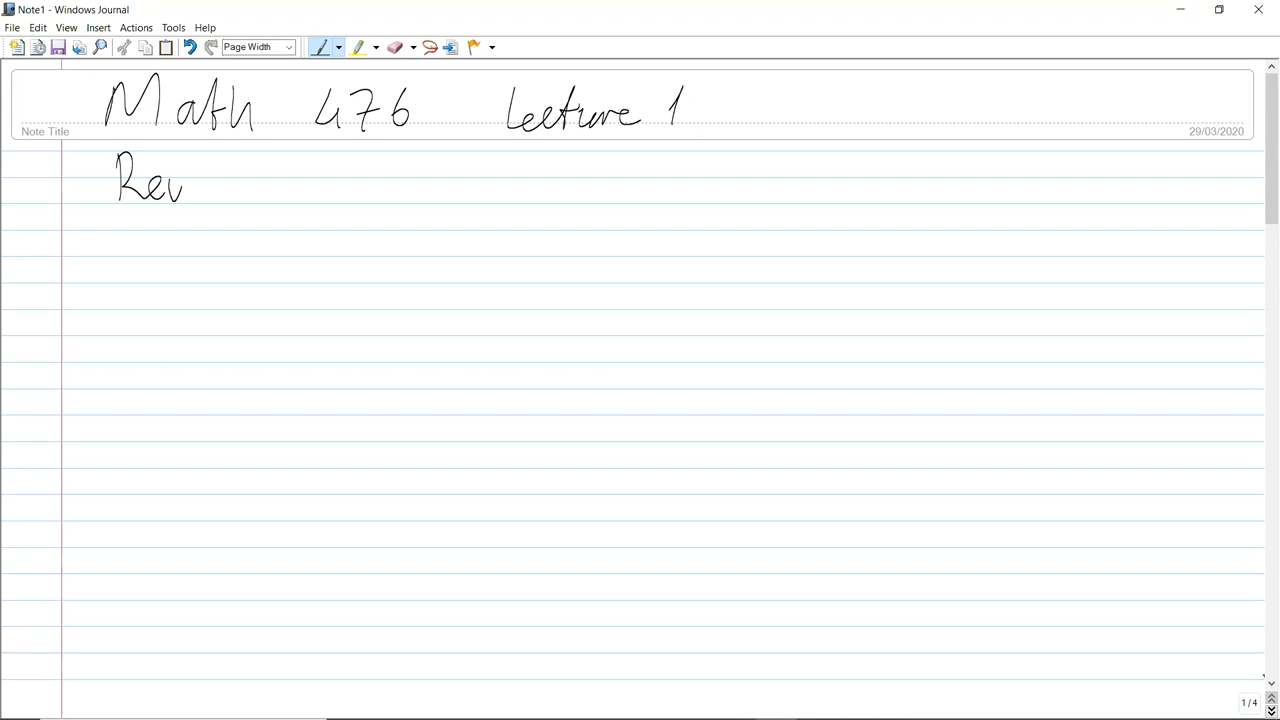 Note1 - Windows Journal
File Edit View Insert Actions Tools Help
Page Width
Math 476 Lecture 1
Note Title 29/03/2020
Rev
1 / 4